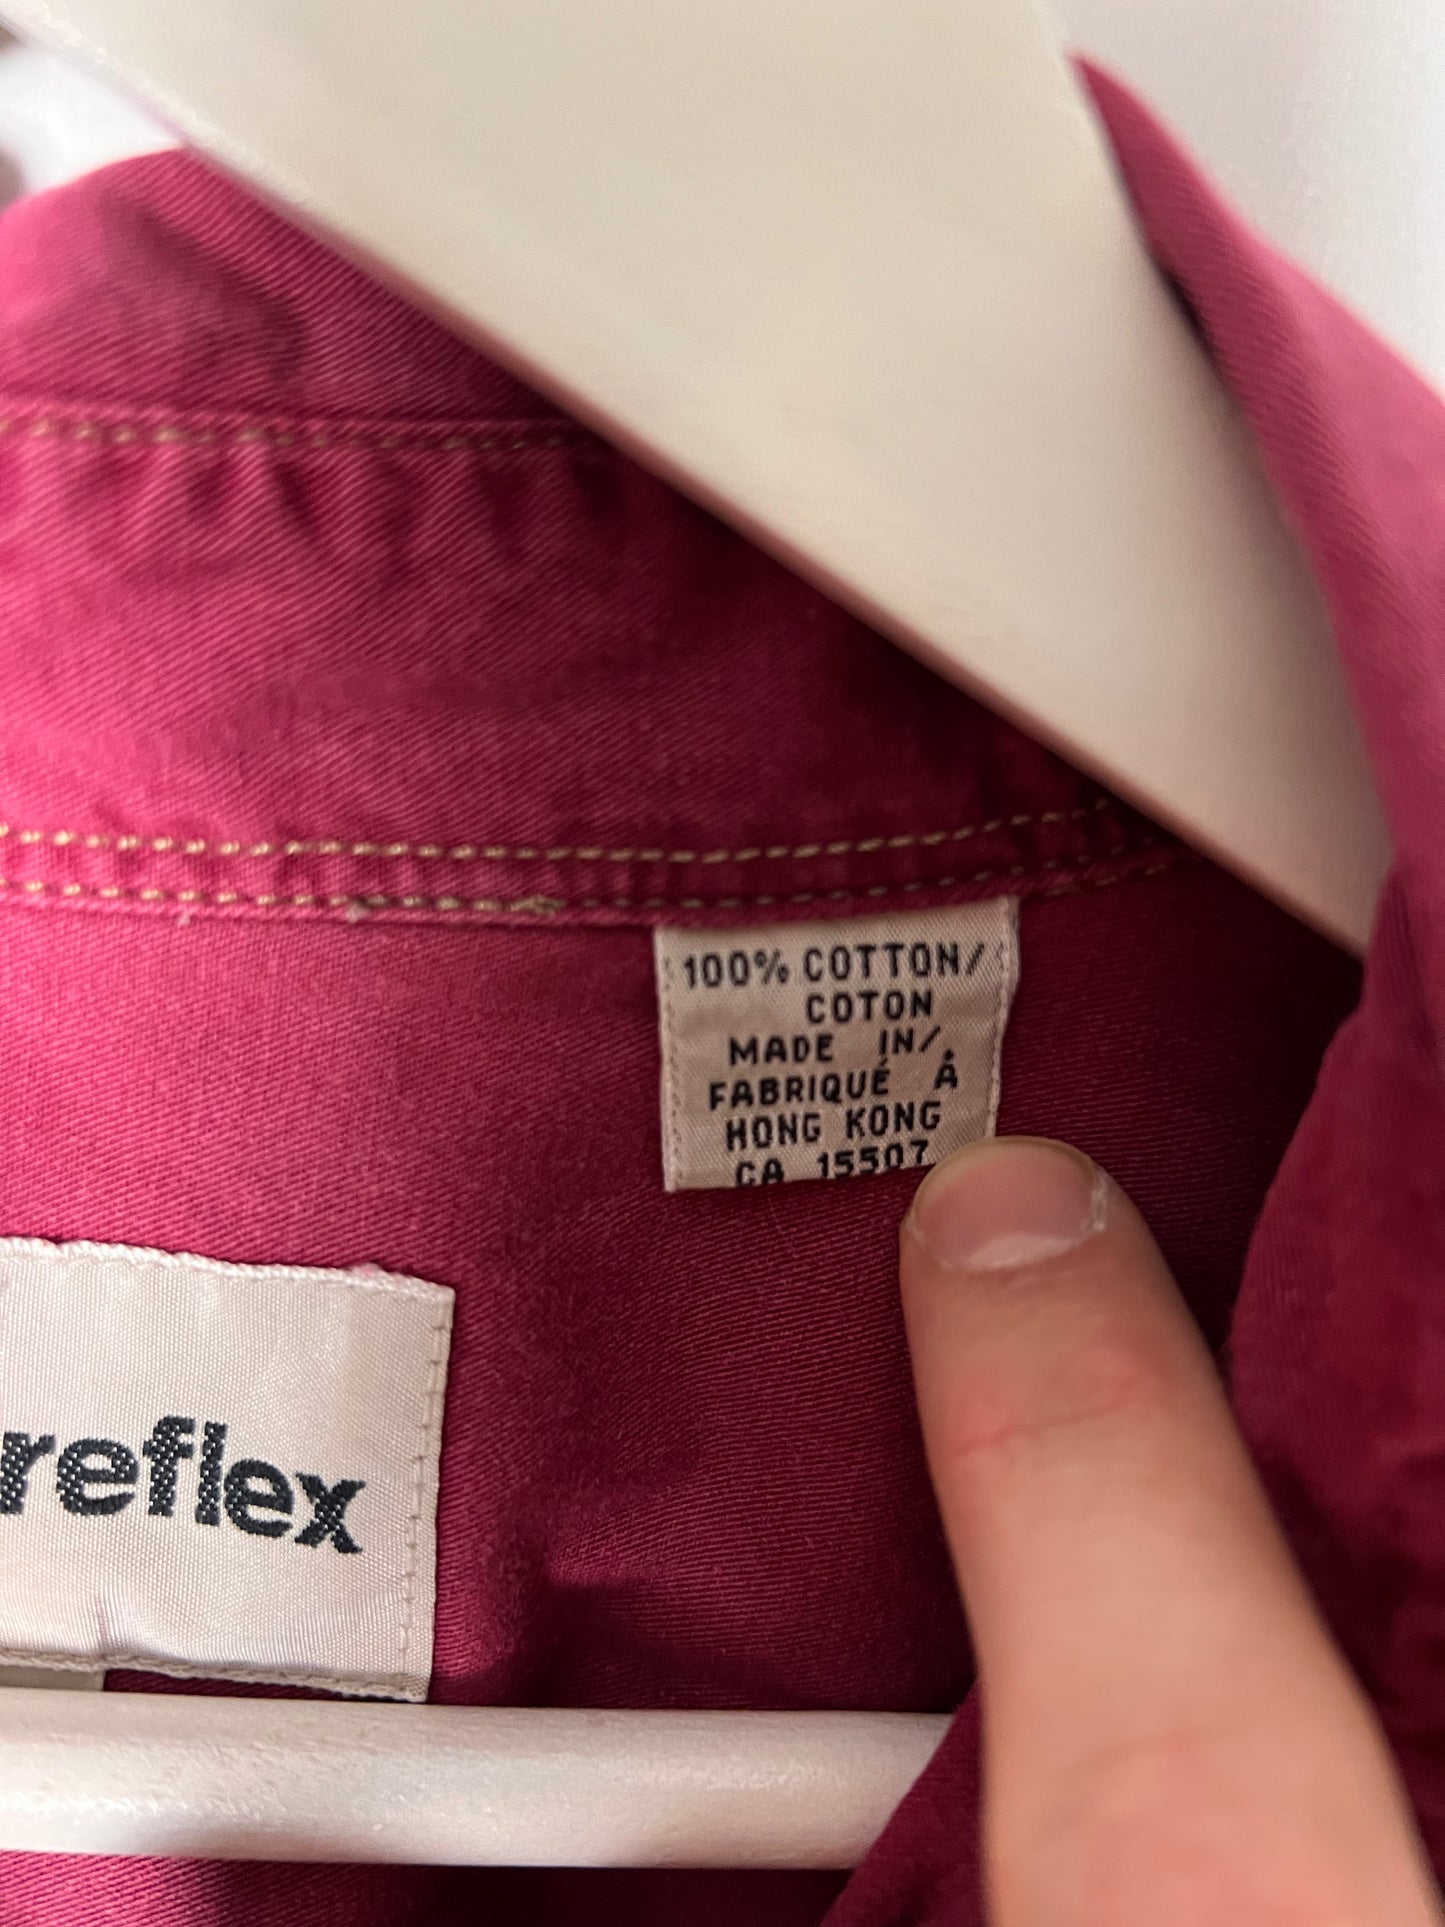 100% COTTON/
COTON
MADE IN/
FABRIQUÉ À
HONG KONG
CA 15507
reflex